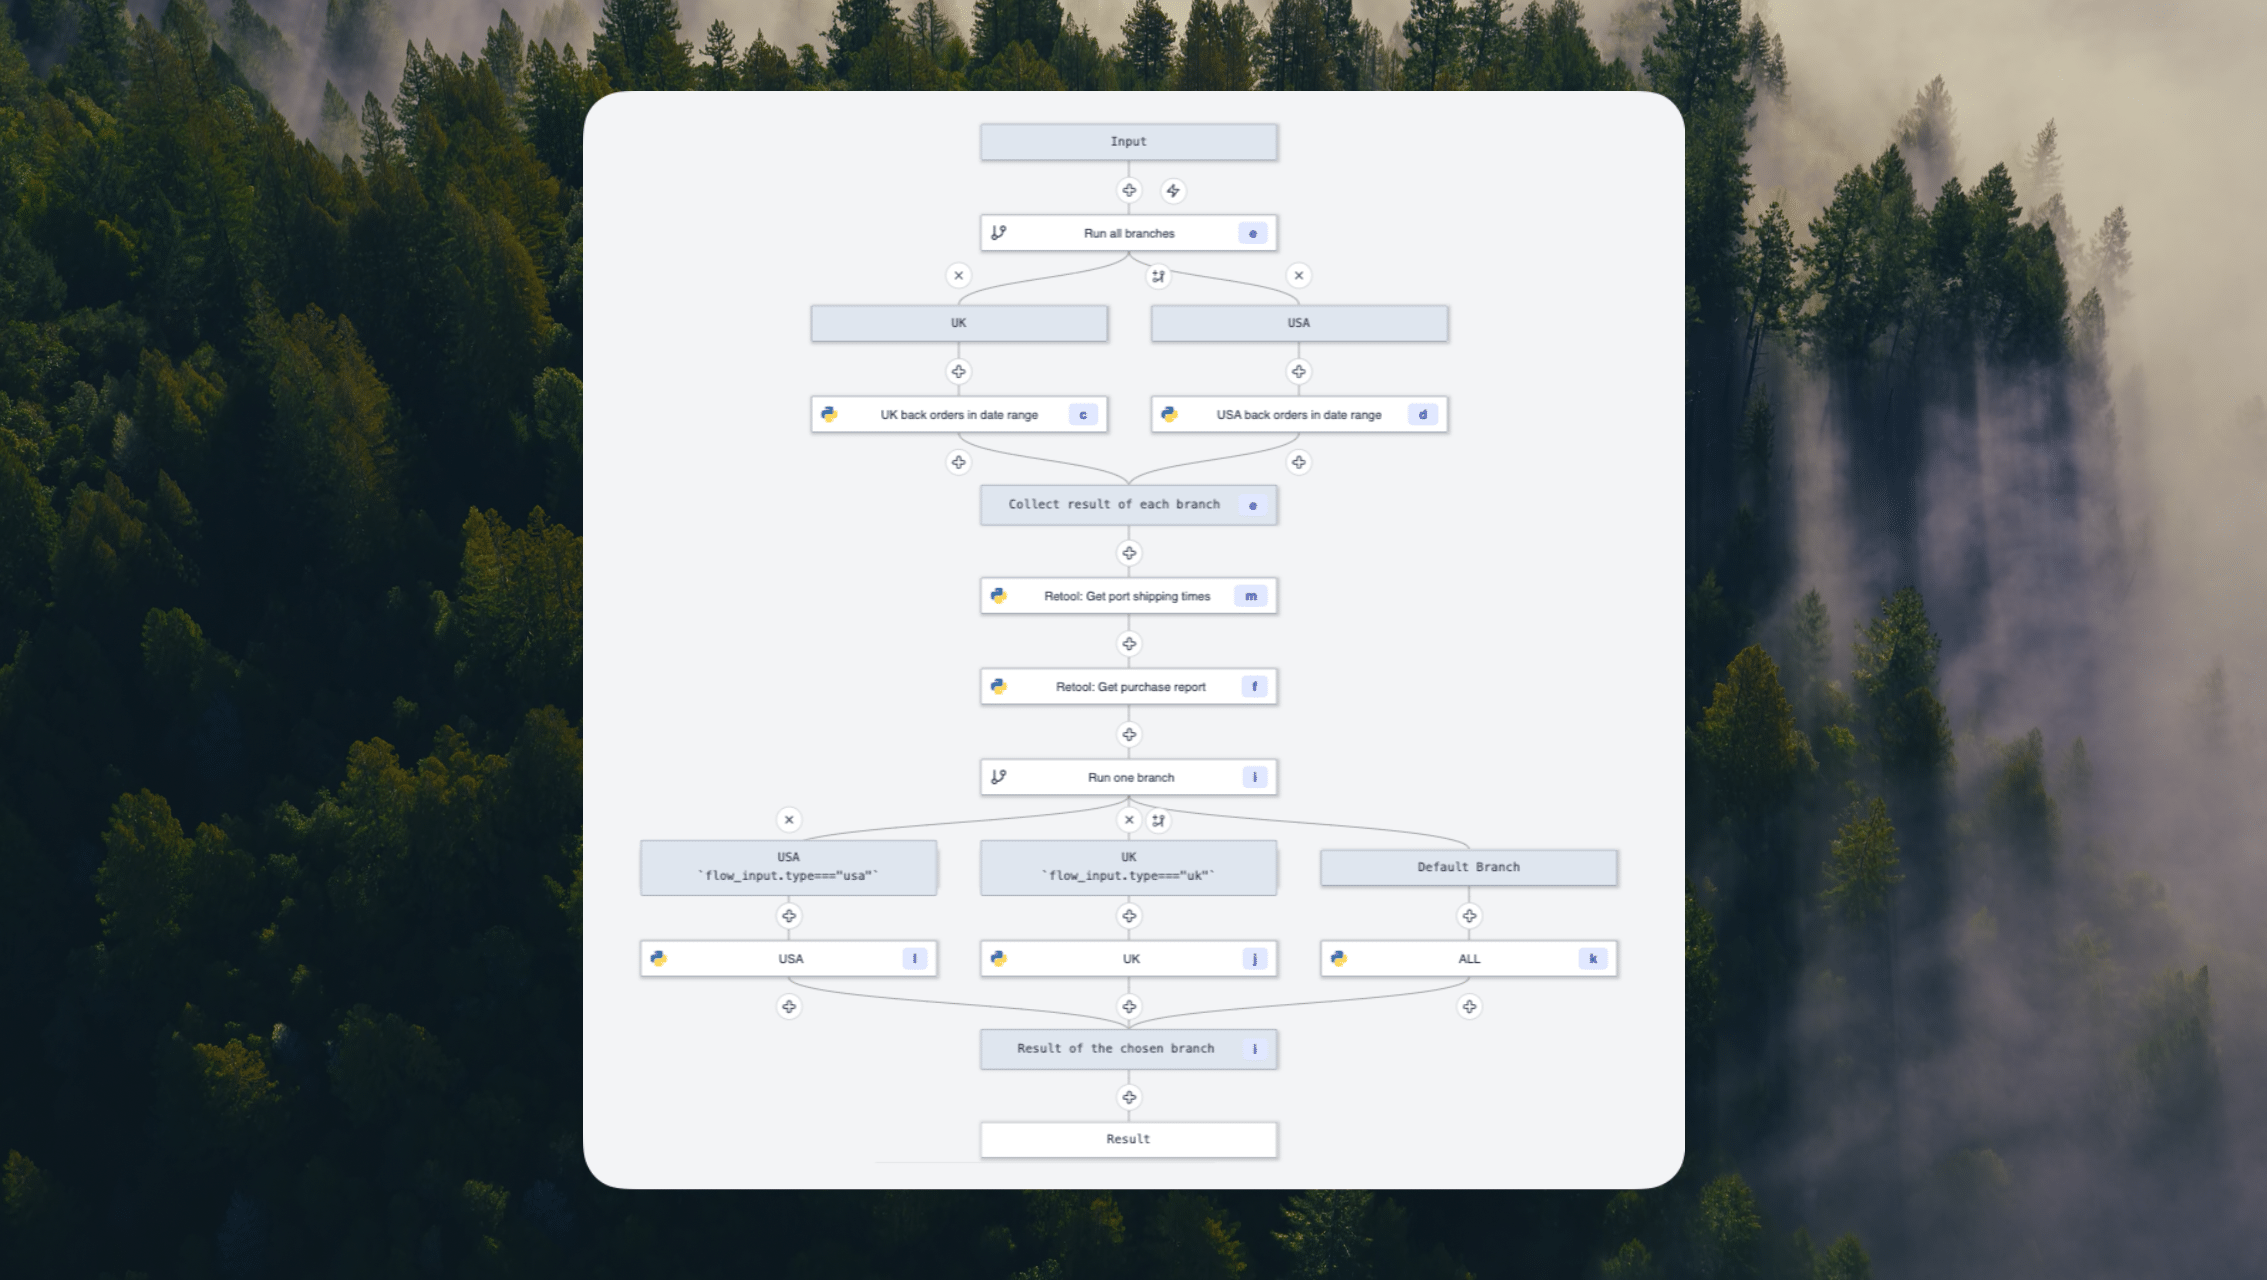 Input
Run all branches
e
UK
USA
UK back orders in date range
c
USA back orders in date range
d
Collect result of each branch
e
Retool: Get port shipping times
m
Retool: Get purchase report
f
Run one branch
i
USA
`flow_input.type==="usa"`
UK
`flow_input.type==="uk"`
Default Branch
USA
l
UK
j
ALL
k
Result of the chosen branch
i
Result